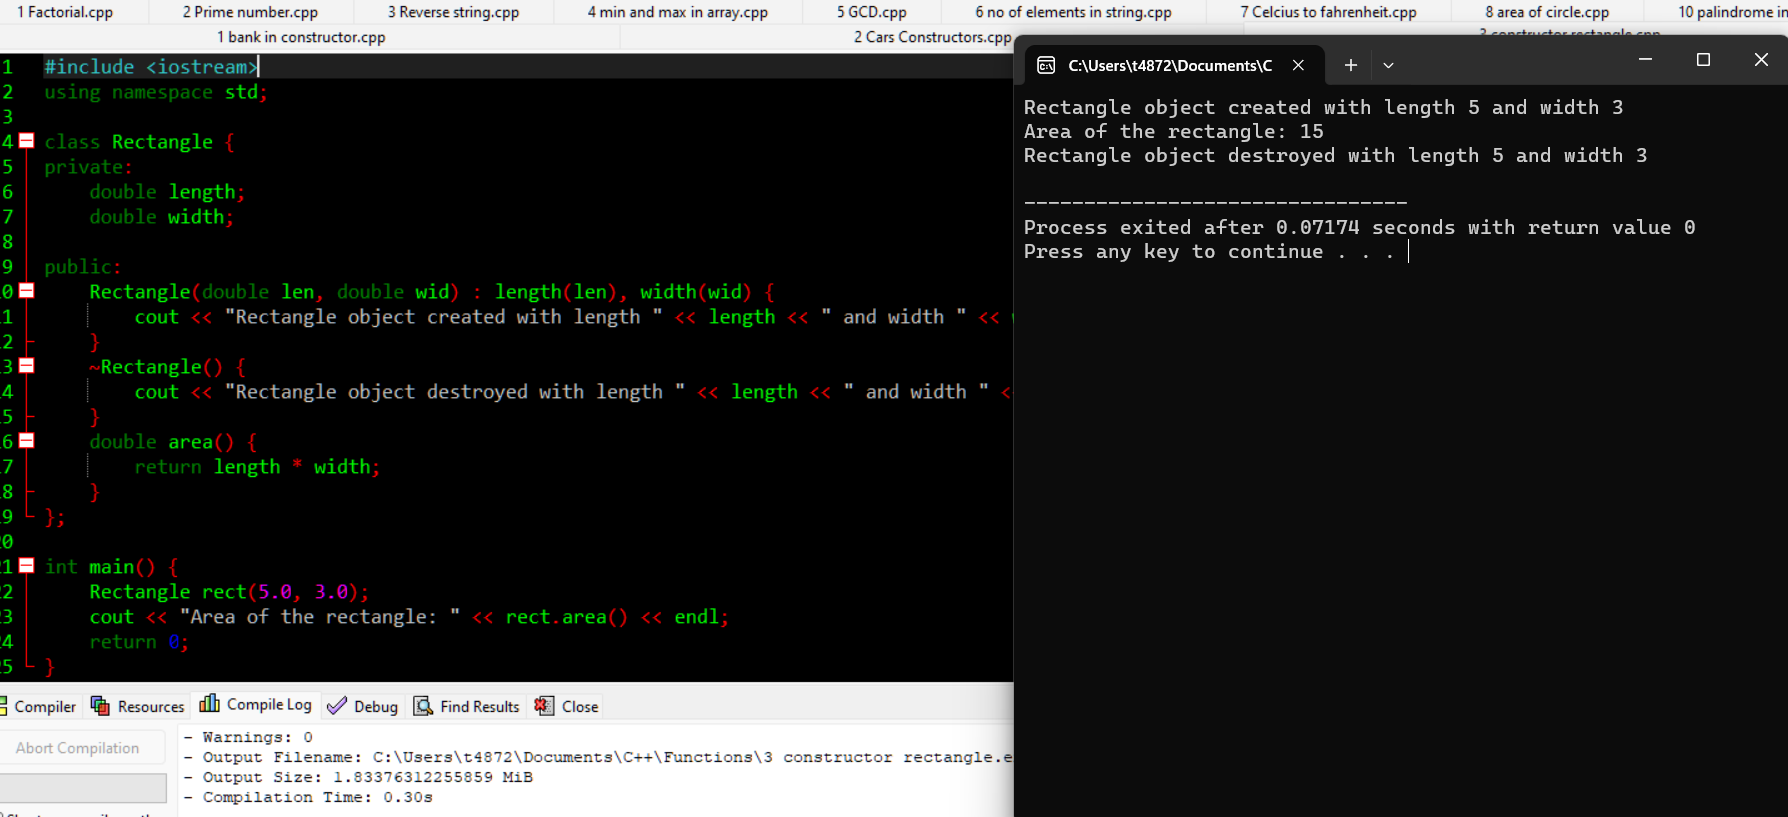 1 Factorial.cpp 2 Prime number.cpp 3 Reverse string.cpp 4 min and max in array.cpp 5 GCD.cpp 6 no of elements in string.cpp 7 Celcius to fahrenheit.cpp 8 area of circle.cpp 10 palindrome in
1 bank in constructor.cpp 2 Cars Constructors.cpp 3 constructor rectangle.cpp
1 #include <iostream>
2 using namespace std;
3
4 class Rectangle {
5 private:
6 double length;
7 double width;
8
9 public:
0 Rectangle(double len, double wid) : length(len), width(wid) {
1 cout << "Rectangle object created with length " << length << " and width " <<
2 }
3 ~Rectangle() {
4 cout << "Rectangle object destroyed with length " << length << " and width " <
5 }
6 double area() {
7 return length * width;
8 }
9 };
0
1 int main() {
2 Rectangle rect(5.0, 3.0);
3 cout << "Area of the rectangle: " << rect.area() << endl;
4 return 0;
5 }
Compiler Resources Compile Log Debug Find Results Close
Abort Compilation
- Warnings: 0
- Output Filename: C:\Users\t4872\Documents\C++\Functions\3 constructor rectangle.e
- Output Size: 1.83376312255859 MiB
- Compilation Time: 0.30s
C:\Users\t4872\Documents\C
Rectangle object created with length 5 and width 3
Area of the rectangle: 15
Rectangle object destroyed with length 5 and width 3
--------------------------------
Process exited after 0.07174 seconds with return value 0
Press any key to continue . . .